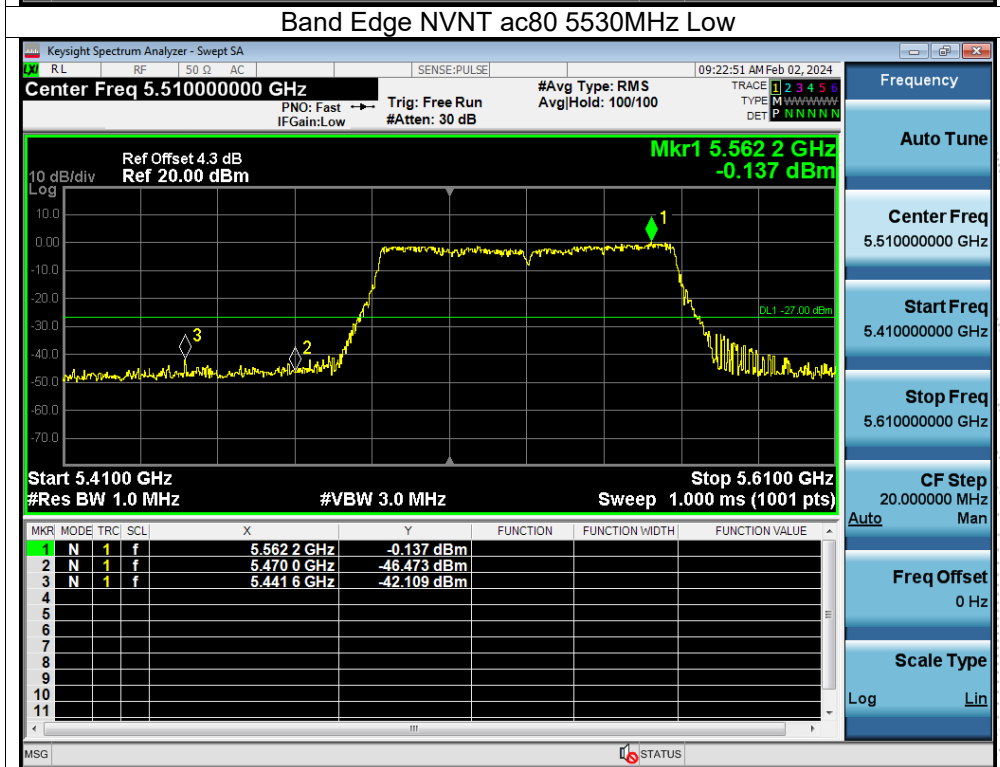 Band Edge NVNT ac80 5530MHz Low
Keysight Spectrum Analyzer - Swept SA
LXI RL RF 50 Ω AC SENSE:PULSE 09:22:51 AM Feb 02, 2024
Center Freq 5.510000000 GHz
PNO: Fast
IFGain:Low
Trig: Free Run
#Atten: 30 dB
#Avg Type: RMS
Avg|Hold: 100/100
TRACE 1 2 3 4 5 6
TYPE M W W W W W
DET P N N N N N
Ref Offset 4.3 dB
Ref 20.00 dBm
10 dB/div
Log
Mkr1 5.562 2 GHz
-0.137 dBm
10.0
0.00
-10.0
-20.0
-30.0
-40.0
-50.0
-60.0
-70.0
1
2
3
DL1 -27.00 dBm
Start 5.4100 GHz Stop 5.6100 GHz
#Res BW 1.0 MHz #VBW 3.0 MHz Sweep 1.000 ms (1001 pts)
MKR MODE TRC SCL X Y FUNCTION FUNCTION WIDTH FUNCTION VALUE
1 N 1 f 5.562 2 GHz -0.137 dBm
2 N 1 f 5.470 0 GHz -46.473 dBm
3 N 1 f 5.441 6 GHz -42.109 dBm
4
5
6
7
8
9
10
11
MSG STATUS
Frequency
Auto Tune
Center Freq
5.510000000 GHz
Start Freq
5.410000000 GHz
Stop Freq
5.610000000 GHz
CF Step
20.000000 MHz
Auto Man
Freq Offset
0 Hz
Scale Type
Log Lin